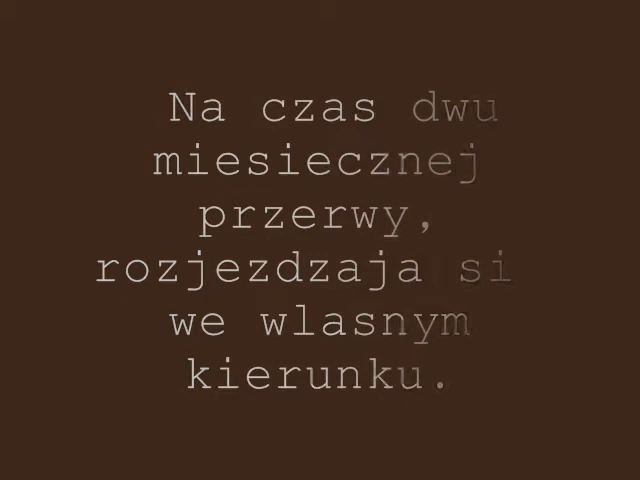 Na czas dwu
miesiecznej
przerwy,
rozjezdzaja si
we wlasnym
kierunku.